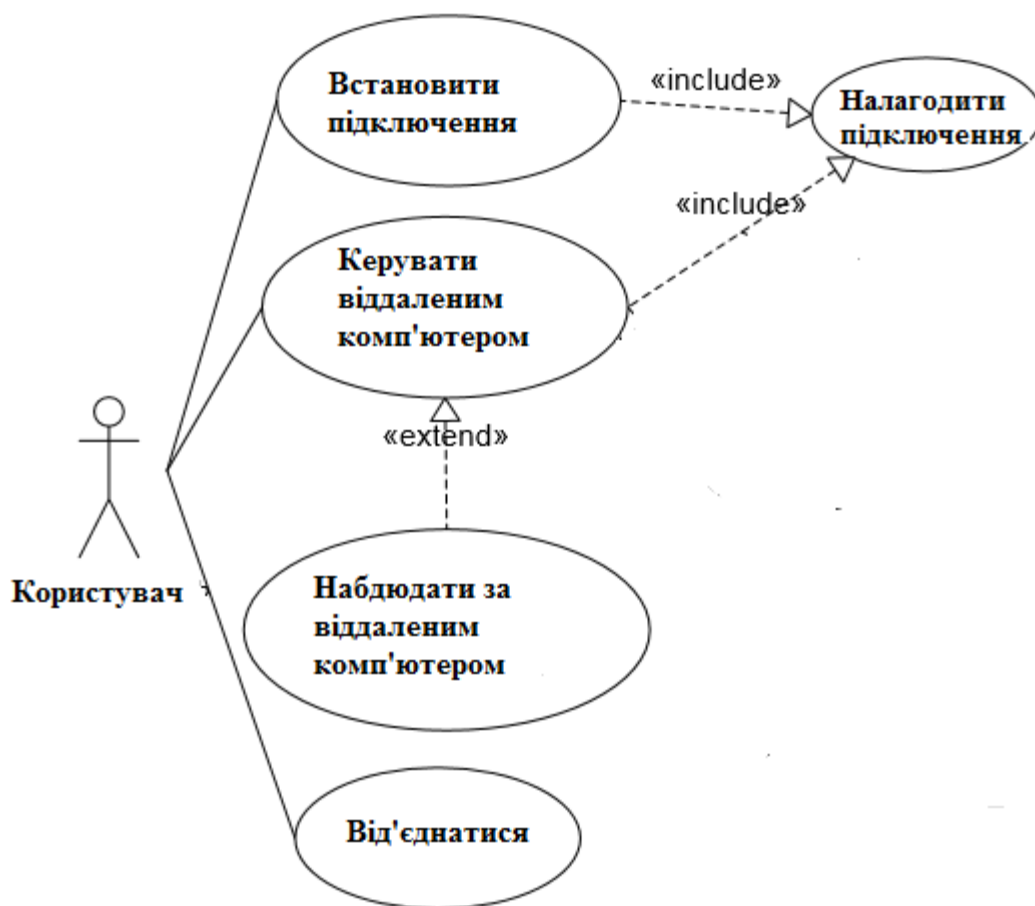 Встановити
підключення
«include»
Налагодити
підключення
«include»
Керувати
віддаленим
комп'ютером
«extend»
Користувач
Набдюдати за
віддаленим
комп'ютером
Від'єднатися